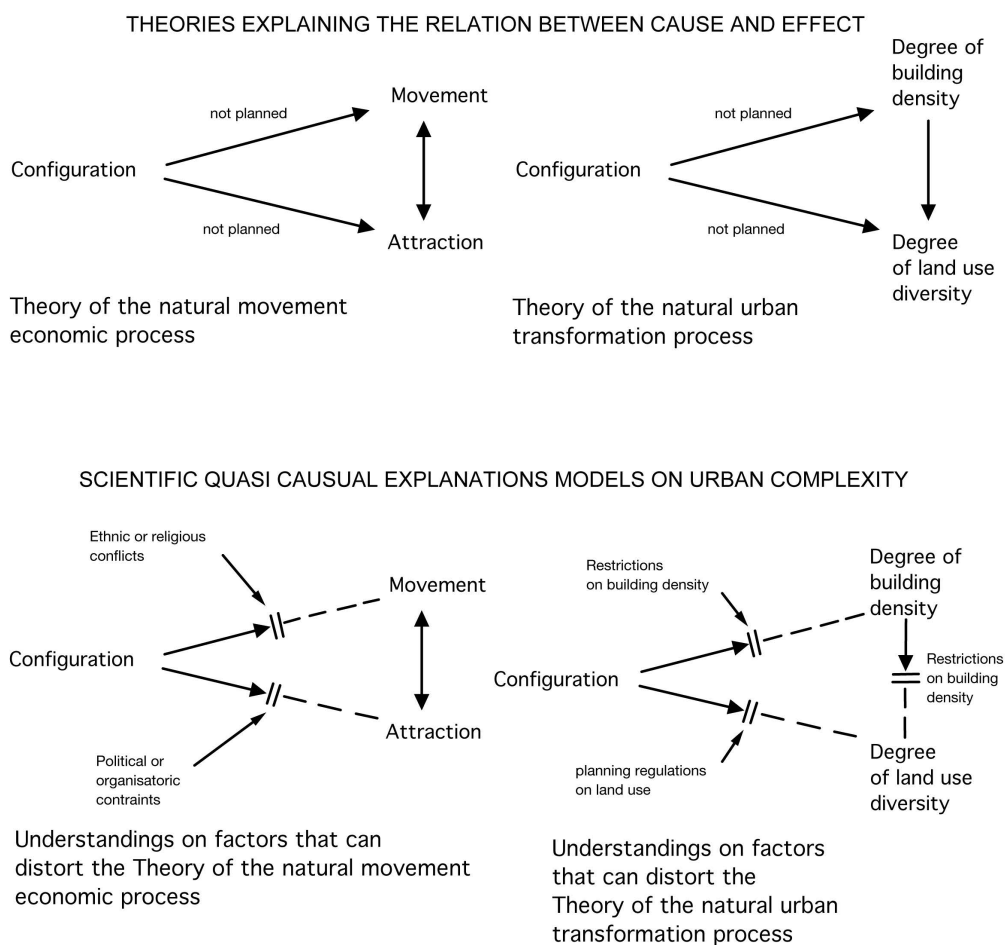 THEORIES EXPLAINING THE RELATION BETWEEN CAUSE AND EFFECT
Movement
not planned
Configuration
not planned
Attraction
Theory of the natural movement
economic process
Degree of
building
density
not planned
Configuration
not planned
Degree
of land use
diversity
Theory of the natural urban
transformation process
SCIENTIFIC QUASI CAUSUAL EXPLANATIONS MODELS ON URBAN COMPLEXITY
Ethnic or religious
conflicts
Movement
Configuration
Attraction
Political or
organisatoric
contraints
Understandings on factors that can
distort the Theory of the natural movement
economic process
Degree of
building
density
Restrictions
on building density
Restrictions
on building
density
Configuration
planning regulations
on land use
Degree
of land use
diversity
Understandings on factors
that can distort the
Theory of the natural urban
transformation process